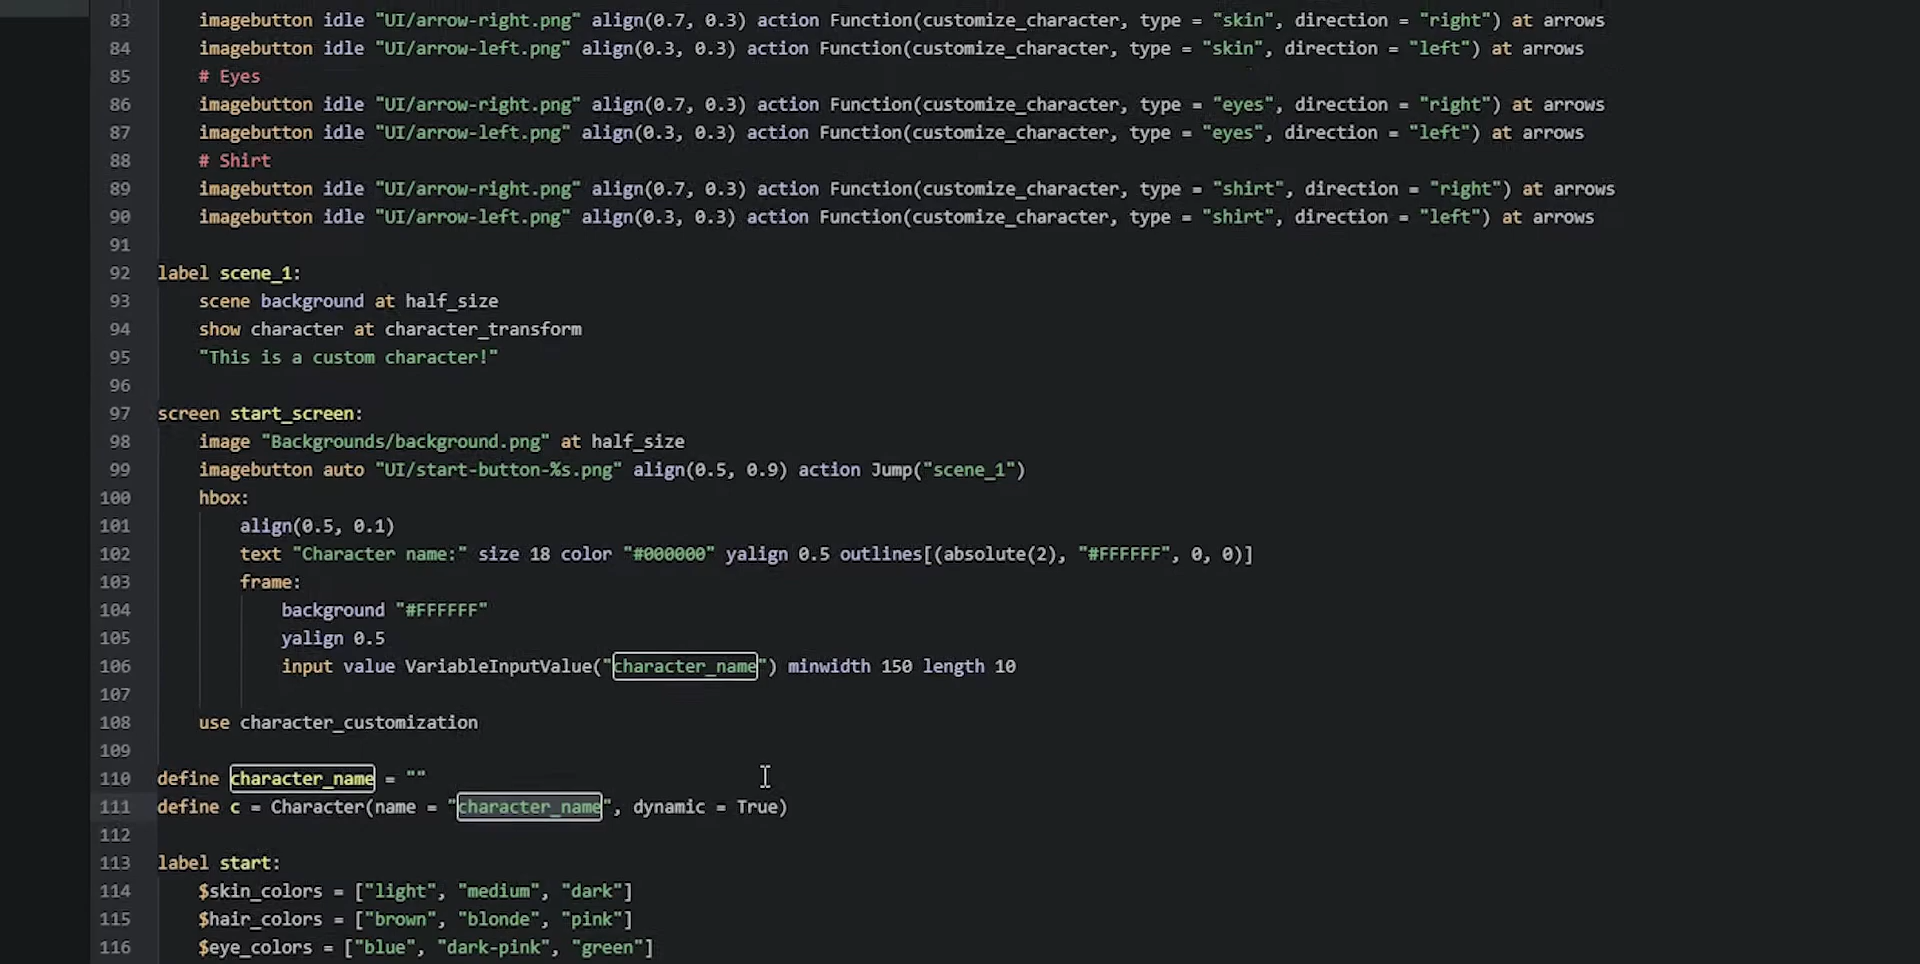 83 imagebutton idle "UI/arrow-right.png" align(0.7, 0.3) action Function(customize_character, type = "skin", direction = "right") at arrows
84 imagebutton idle "UI/arrow-left.png" align(0.3, 0.3) action Function(customize_character, type = "skin", direction = "left") at arrows
85 # Eyes
86 imagebutton idle "UI/arrow-right.png" align(0.7, 0.3) action Function(customize_character, type = "eyes", direction = "right") at arrows
87 imagebutton idle "UI/arrow-left.png" align(0.3, 0.3) action Function(customize_character, type = "eyes", direction = "left") at arrows
88 # Shirt
89 imagebutton idle "UI/arrow-right.png" align(0.7, 0.3) action Function(customize_character, type = "shirt", direction = "right") at arrows
90 imagebutton idle "UI/arrow-left.png" align(0.3, 0.3) action Function(customize_character, type = "shirt", direction = "left") at arrows
91
92 label scene_1:
93 scene background at half_size
94 show character at character_transform
95 "This is a custom character!"
96
97 screen start_screen:
98 image "Backgrounds/background.png" at half_size
99 imagebutton auto "UI/start-button-%s.png" align(0.5, 0.9) action Jump("scene_1")
100 hbox:
101 align(0.5, 0.1)
102 text "Character name:" size 18 color "#000000" yalign 0.5 outlines[(absolute(2), "#FFFFFF", 0, 0)]
103 frame:
104 background "#FFFFFF"
105 yalign 0.5
106 input value VariableInputValue("character_name") minwidth 150 length 10
107
108 use character_customization
109
110 define character_name = ""
111 define c = Character(name = "character_name", dynamic = True)
112
113 label start:
114 $skin_colors = ["light", "medium", "dark"]
115 $hair_colors = ["brown", "blonde", "pink"]
116 $eye_colors = ["blue", "dark-pink", "green"]